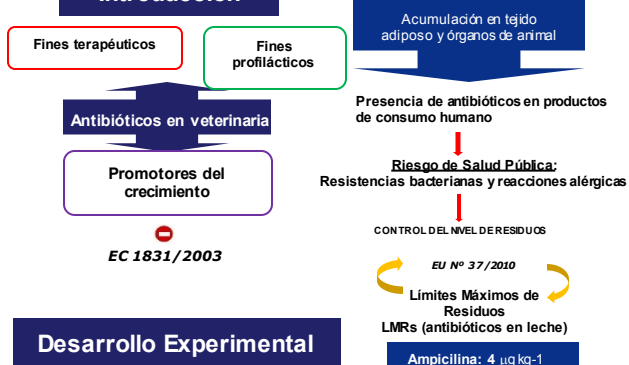 Introducción
Fines terapéuticos
Fines
profilácticos
Antibióticos en veterinaria
Promotores del
crecimiento
EC 1831/2003
Desarrollo Experimental
Acumulación en tejido
adiposo y órganos de animal
Presencia de antibióticos en productos
de consumo humano
Riesgo de Salud Pública:
Resistencias bacterianas y reacciones alérgicas
CONTROL DEL NIVEL DE RESIDUOS
EU Nº 37/2010
Límites Máximos de
Residuos
LMRs (antibióticos en leche)
Ampicilina: 4 μg kg-1